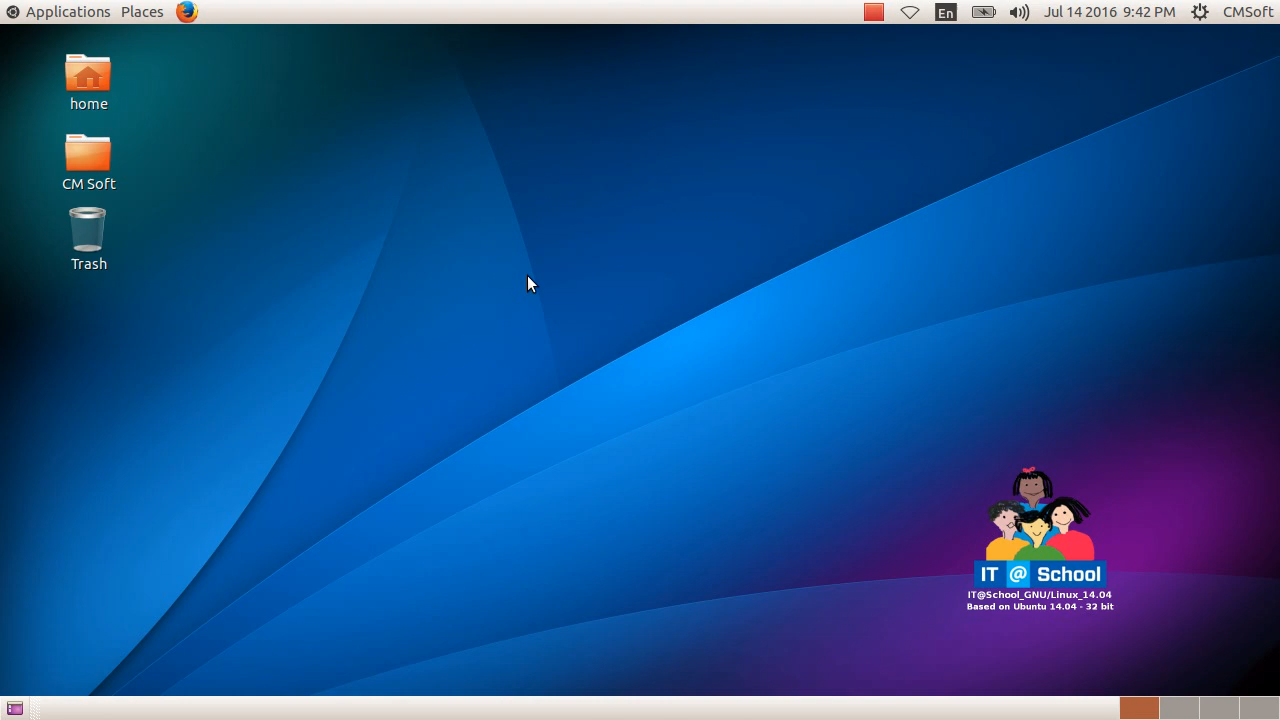 Applications Places En Jul 14 2016 9:42 PM CMSoft
home
CM Soft
Trash
IT @ School
IT@School_GNU/Linux_14.04
Based on Ubuntu 14.04 - 32 bit